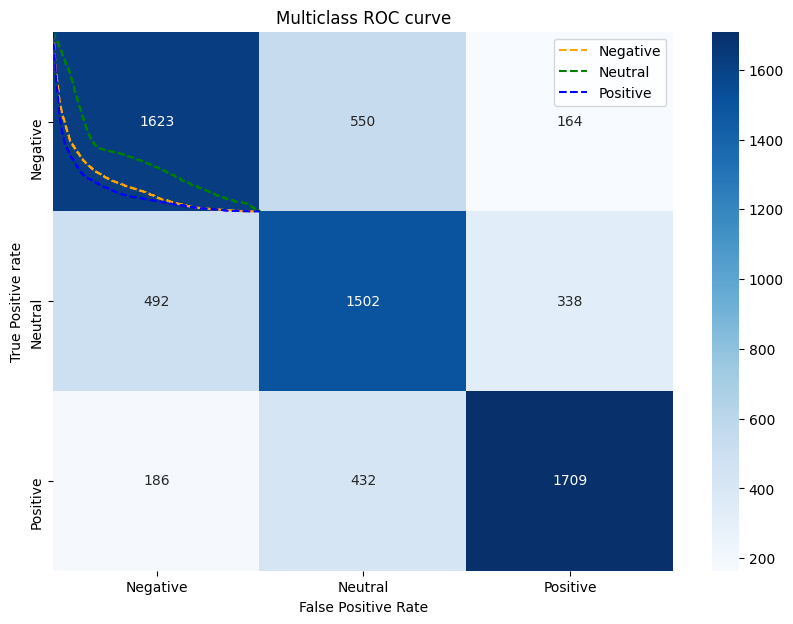 Multiclass ROC curve
Negative
Neutral
Positive
1623 550 164
492 1502 338
186 432 1709
True Positive rate
Negative
Neutral
Positive
Negative Neutral Positive
False Positive Rate
1600
1400
1200
1000
800
600
400
200